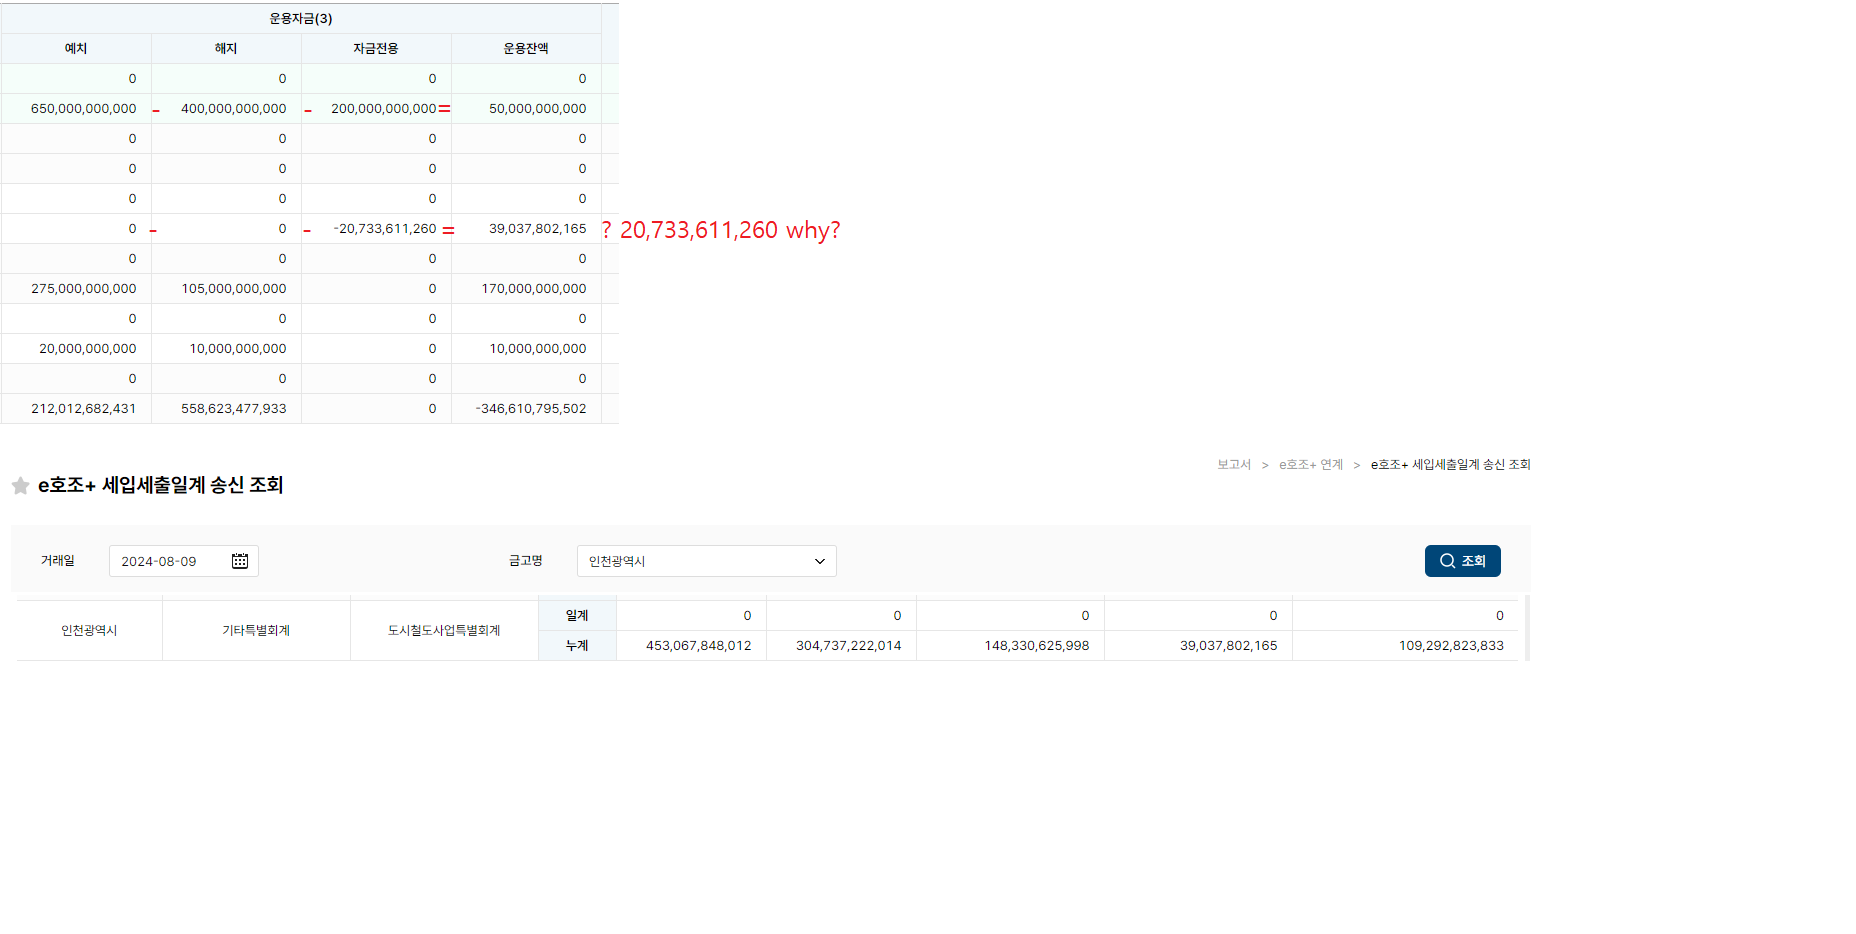 운용자금(3)
예치 해지 자금전용 운용잔액
0 0 0 0
650,000,000,000 - 400,000,000,000 - 200,000,000,000 = 50,000,000,000
0 0 0 0
0 0 0 0
0 0 0 0
0 - 0 - -20,733,611,260 = 39,037,802,165 ? 20,733,611,260 why?
0 0 0 0
275,000,000,000 105,000,000,000 0 170,000,000,000
0 0 0 0
20,000,000,000 10,000,000,000 0 10,000,000,000
0 0 0 0
212,012,682,431 558,623,477,933 0 -346,610,795,502
보고서 > e호조+ 연계 > e호조+ 세입세출일계 송신 조회
e호조+ 세입세출일계 송신 조회
거래일 2024-08-09 금고명 인천광역시 조회
인천광역시 기타특별회계 도시철도사업특별회계
일계 0 0 0 0 0
누계 453,067,848,012 304,737,222,014 148,330,625,998 39,037,802,165 109,292,823,833